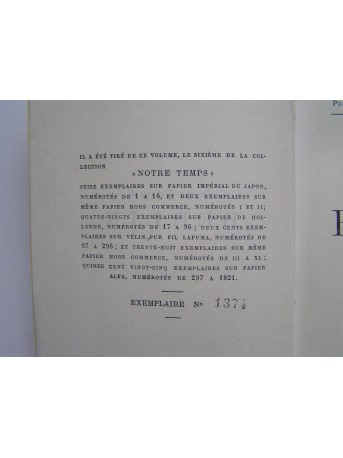 IL A ÉTÉ TIRÉ DE CE VOLUME, LE SIXIÈME DE LA COL-
LECTION
«NOTRE TEMPS»
SEIZE EXEMPLAIRES SUR PAPIER IMPÉRIAL DU JAPON,
NUMÉROTÉS DE 1 A 16, ET DEUX EXEMPLAIRES SUR
MÊME PAPIER HORS COMMERCE, NUMÉROTÉS I ET II;
QUATRE-VINGTS EXEMPLAIRES SUR PAPIER DE HOL-
LANDE, NUMÉROTÉS DE 17 A 96; DEUX CENTS EXEM-
PLAIRES SUR VÉLIN PUR FIL LAFUMA, NUMÉROTÉS DE
97 A 296; ET TRENTE-HUIT EXEMPLAIRES SUR MÊME
PAPIER HORS COMMERCE, NUMÉROTÉS DE III A XL;
QUINZE CENT VINGT-CINQ EXEMPLAIRES SUR PAPIER
ALFA, NUMÉROTÉS DE 297 A 1821.
EXEMPLAIRE Nº 1374